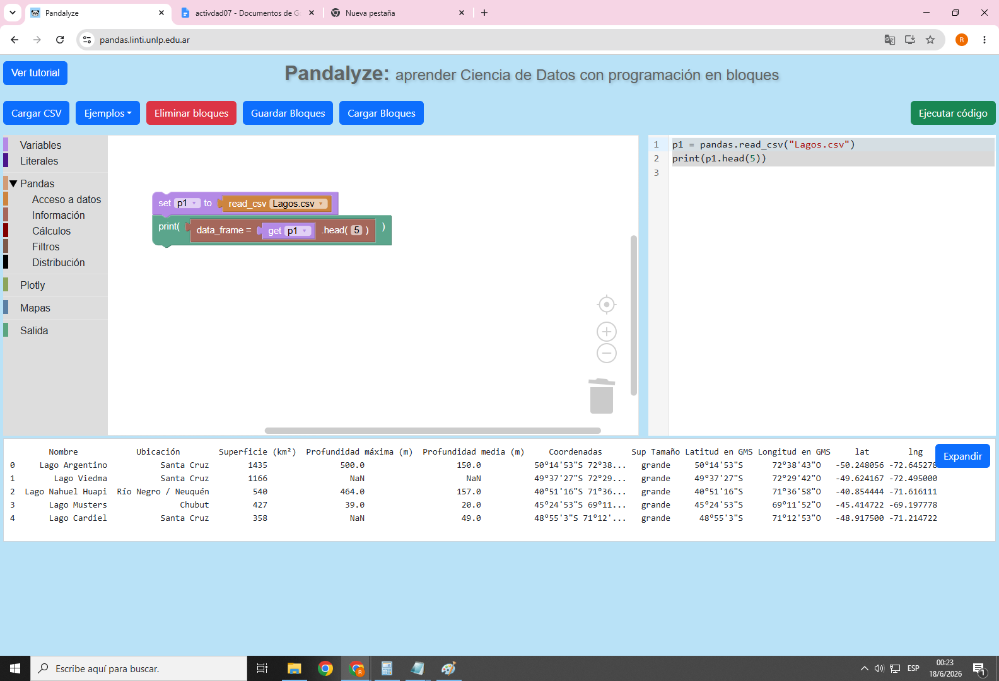 Pandalyze
activdad07 - Documentos de G
Nueva pestaña
pandas.linti.unlp.edu.ar
R
Ver tutorial
Pandalyze: aprender Ciencia de Datos con programación en bloques
Cargar CSV
Ejemplos
Eliminar bloques
Guardar Bloques
Cargar Bloques
Ejecutar código
Variables
Literales
Pandas
Acceso a datos
Información
Cálculos
Filtros
Distribución
Plotly
Mapas
Salida
set p1 to read_csv Lagos.csv
print( data_frame = get p1 .head( 5 ) )
1 p1 = pandas.read_csv("Lagos.csv")
2 print(p1.head(5))
3
Nombre Ubicación Superficie (km²) Profundidad máxima (m) Profundidad media (m) Coordenadas Sup Tamaño Latitud en GMS Longitud en GMS lat lng
0 Lago Argentino Santa Cruz 1435 500.0 150.0 50°14'53"S 72°38... grande 50°14'53"S 72°38'43"O -50.248056 -72.645278
1 Lago Viedma Santa Cruz 1166 NaN NaN 49°37'27"S 72°29... grande 49°37'27"S 72°29'42"O -49.624167 -72.495000
2 Lago Nahuel Huapi Río Negro / Neuquén 540 464.0 157.0 40°51'16"S 71°36... grande 40°51'16"S 71°36'58"O -40.854444 -71.616111
3 Lago Musters Chubut 427 39.0 20.0 45°24'53"S 69°11... grande 45°24'53"S 69°11'52"O -45.414722 -69.197778
4 Lago Cardiel Santa Cruz 358 NaN 49.0 48°55'3"S 71°12'... grande 48°55'3"S 71°12'53"O -48.917500 -71.214722
Expandir
Escribe aquí para buscar.
R
ESP
00:23
18/6/2026
1